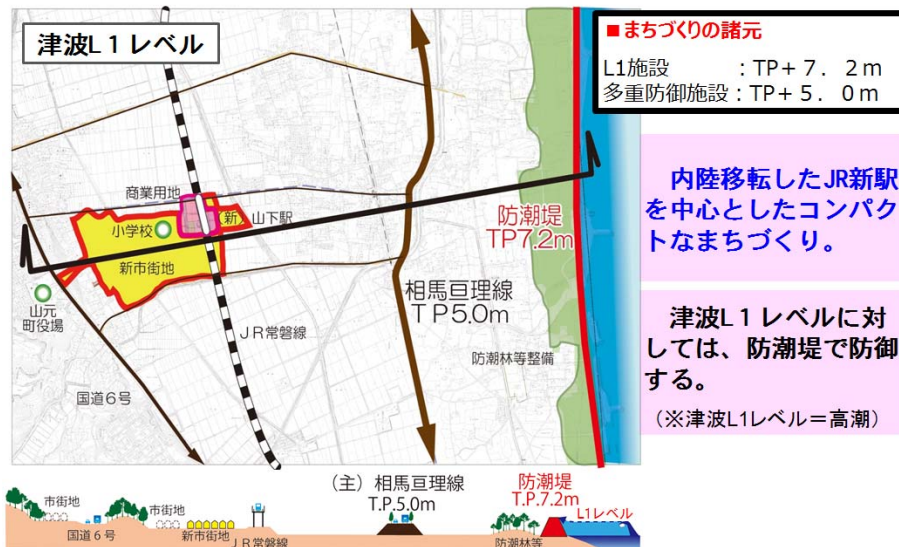 津波L1レベル
■まちづくりの諸元
L1施設 :TP+7.2m
多重防御施設:TP+5.0m
内陸移転したJR新駅
を中心としたコンパク
トなまちづくり。
津波L1レベルに対
しては、防潮堤で防御
する。
(※津波L1レベル=高潮)
商業用地
小学校
(新)山下駅
新市街地
山元
町役場
国道6号
JR常磐線
相馬亘理線
TP5.0m
防潮堤
TP7.2m
防潮林等整備
(主)相馬亘理線
T.P.5.0m
防潮堤
T.P.7.2m
L1レベル
市街地
国道6号
市街地
新市街地
JR常磐線
防潮林等